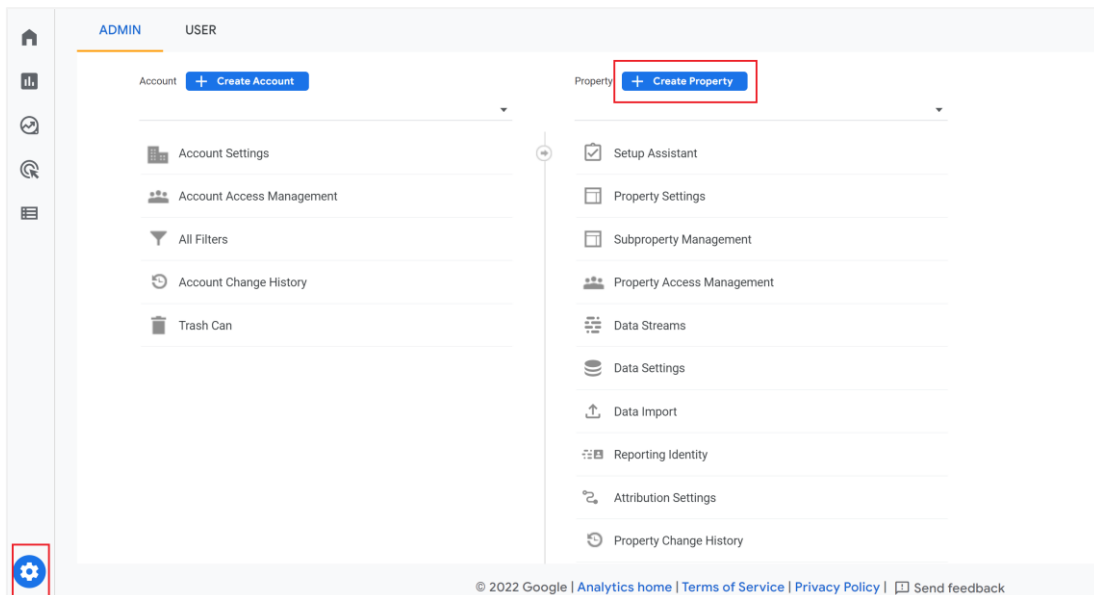 ADMIN USER
Account + Create Account
Property + Create Property
Account Settings
Account Access Management
All Filters
Account Change History
Trash Can
Setup Assistant
Property Settings
Subproperty Management
Property Access Management
Data Streams
Data Settings
Data Import
Reporting Identity
Attribution Settings
Property Change History
© 2022 Google | Analytics home | Terms of Service | Privacy Policy | Send feedback